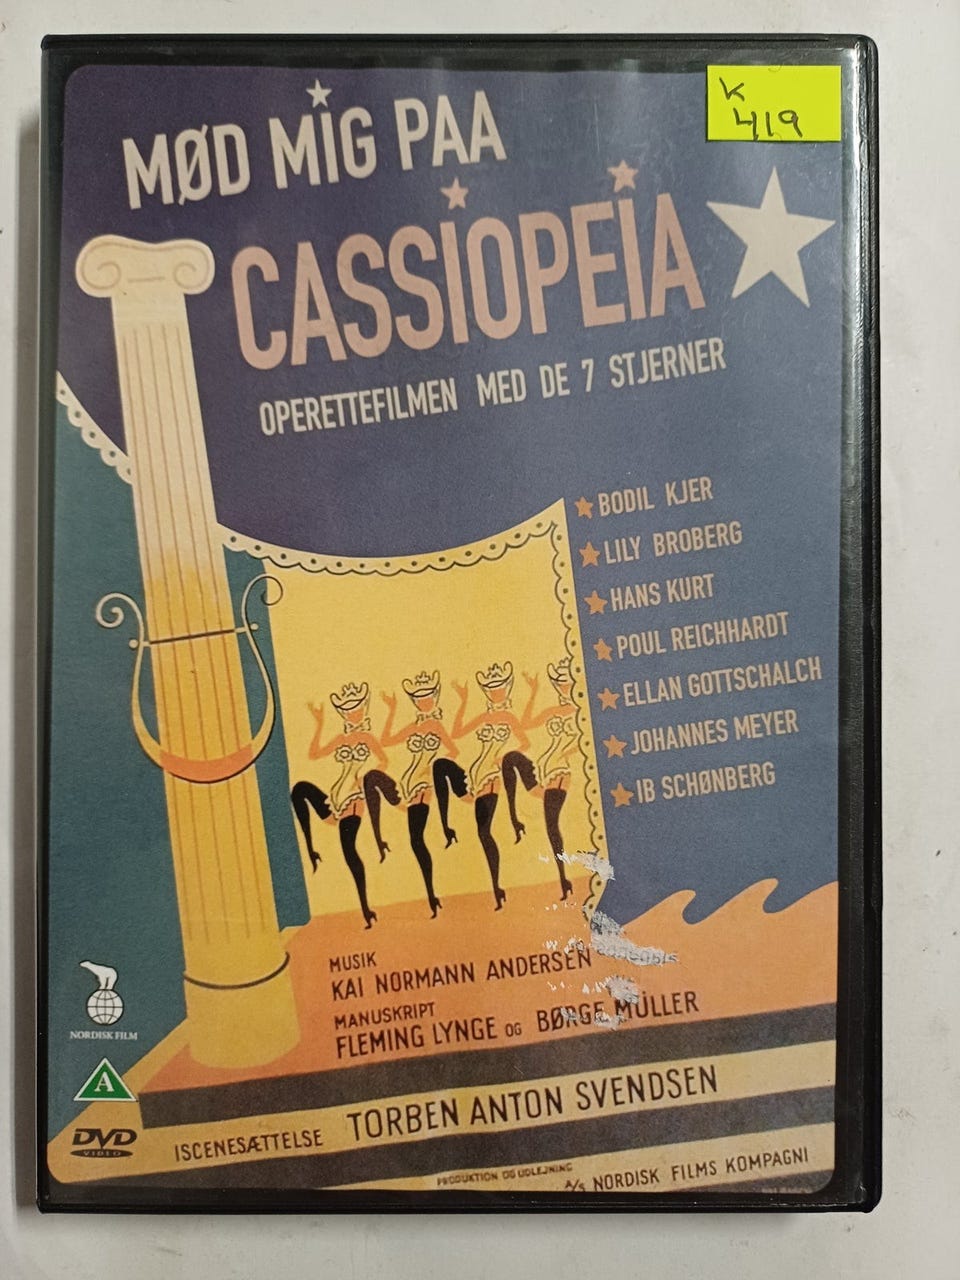 K
419
MØD MIG PAA
CASSIOPEIA
OPERETTEFILMEN MED DE 7 STJERNER
BODIL KJER
LILY BROBERG
HANS KURT
POUL REICHHARDT
ELLAN GOTTSCHALCH
JOHANNES MEYER
IB SCHØNBERG
MUSIK
KAI NORMANN ANDERSEN
MANUSKRIPT
FLEMING LYNGE OG BØRGE MÜLLER
NORDISK FILM
A
DVD
VIDEO
ISCENESÆTTELSE TORBEN ANTON SVENDSEN
PRODUKTION OG UDLEJNING
A/S NORDISK FILMS KOMPAGNI